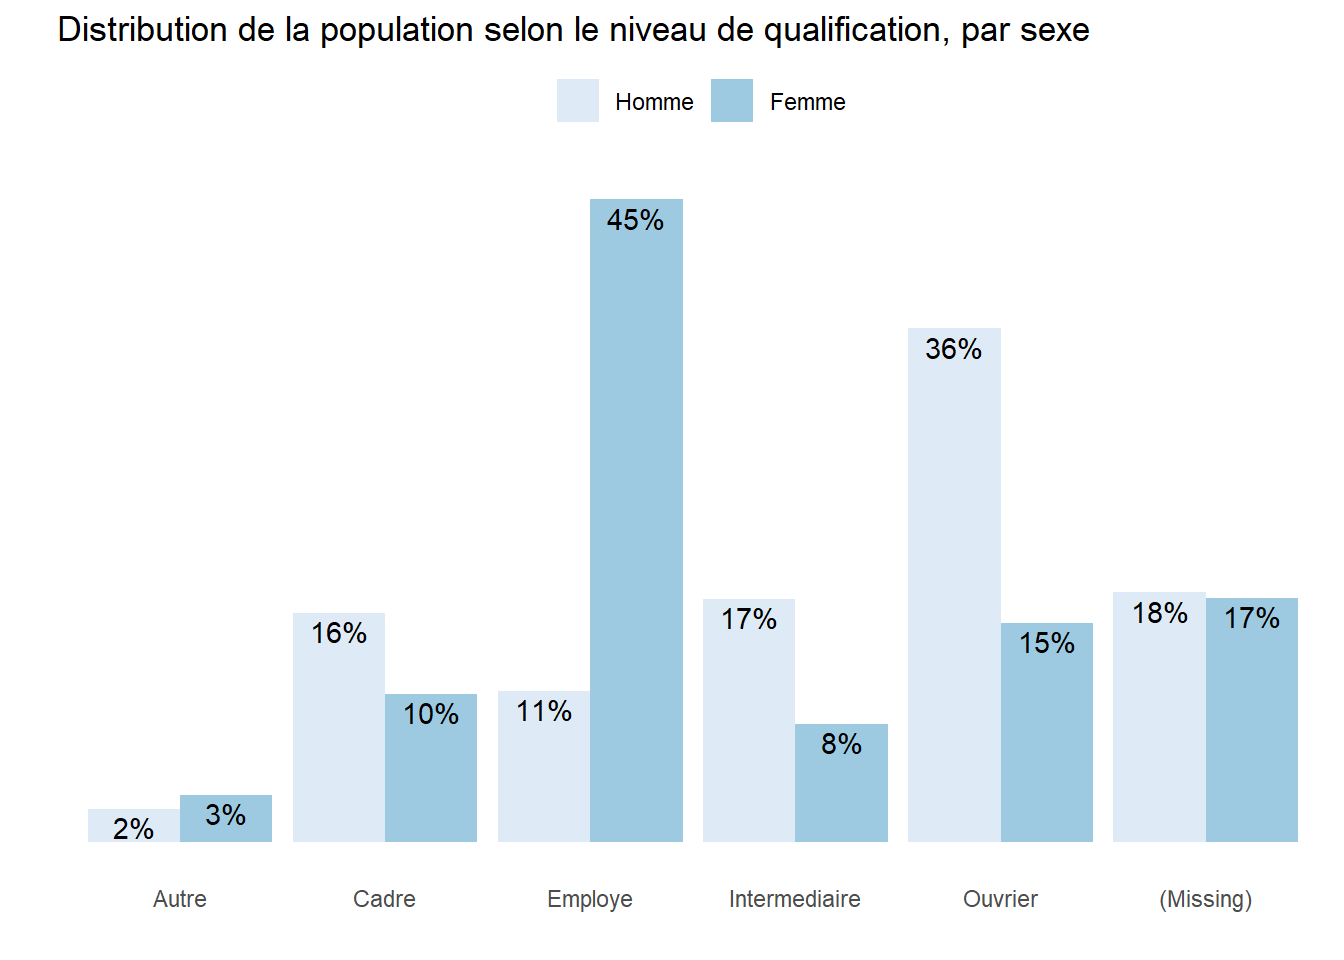 Distribution de la population selon le niveau de qualification, par sexe
Homme Femme
45%
36%
16% 10% 11% 17% 8% 15% 18% 17%
2% 3%
Autre Cadre Employe Intermediaire Ouvrier (Missing)